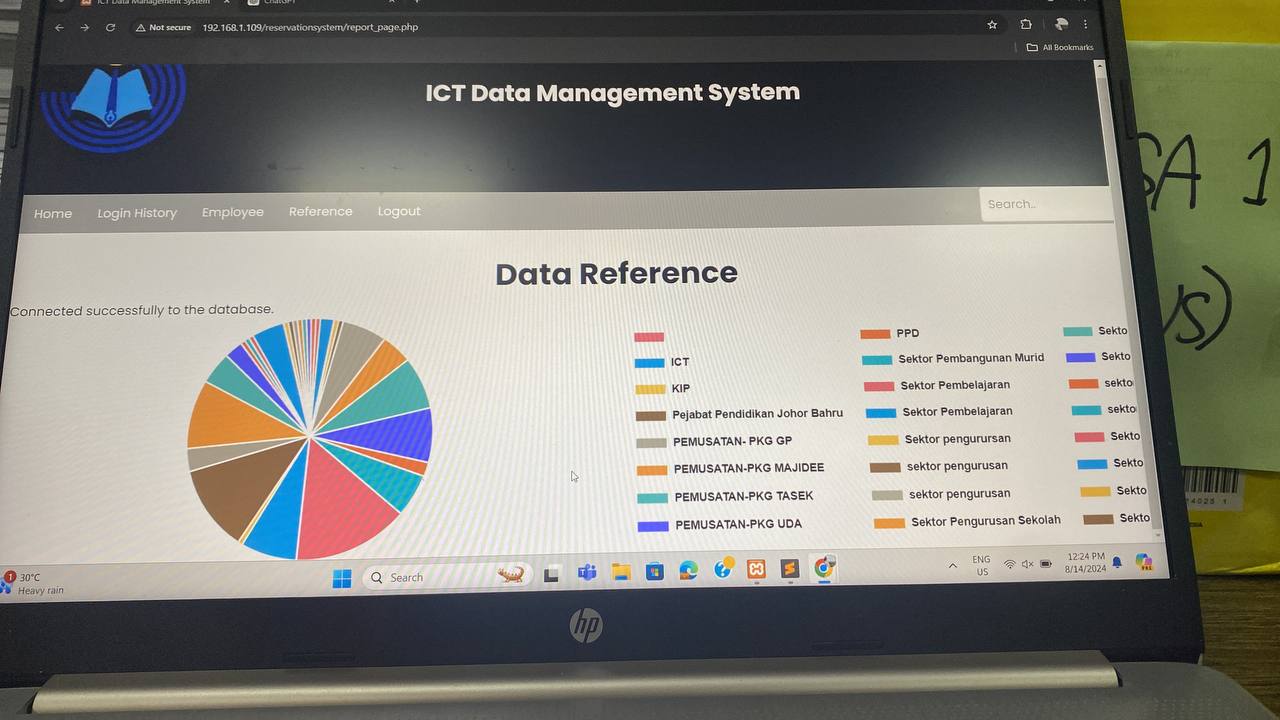 ICT Data Management System
ChatGPT
Not secure 192.168.1.109/reservationsystem/report_page.php
All Bookmarks
ICT Data Management System
Home Login History Employee Reference Logout
Search..
Data Reference
Connected successfully to the database.
ICT
KIP
Pejabat Pendidikan Johor Bahru
PEMUSATAN- PKG GP
PEMUSATAN-PKG MAJIDEE
PEMUSATAN-PKG TASEK
PEMUSATAN-PKG UDA
PPD
Sektor Pembangunan Murid
Sektor Pembelajaran
Sektor Pembelajaran
Sektor pengurursan
sektor pengurusan
sektor pengurusan
Sektor Pengurusan Sekolah
Sekto
Sekto
sekto
sekto
Sekto
Sekto
Sekto
Sekto
1
30°C
Heavy rain
Search
ENG
US
12:24 PM
8/14/2024
hp
SA 1